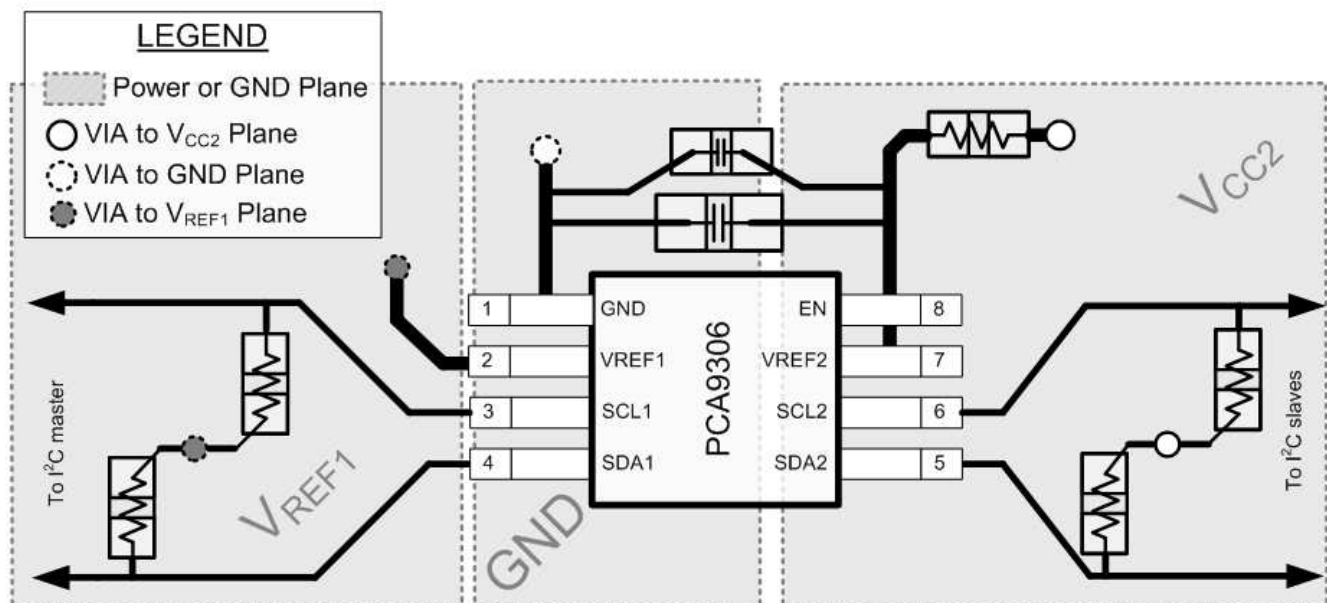 LEGEND
Power or GND Plane
VIA to VCC2 Plane
VIA to GND Plane
VIA to VREF1 Plane
VCC2
1
GND
EN
8
2
VREF1
VREF2
7
3
SCL1
SCL2
6
4
SDA1
SDA2
5
PCA9306
To I²C master
To I²C slaves
VREF1
GND